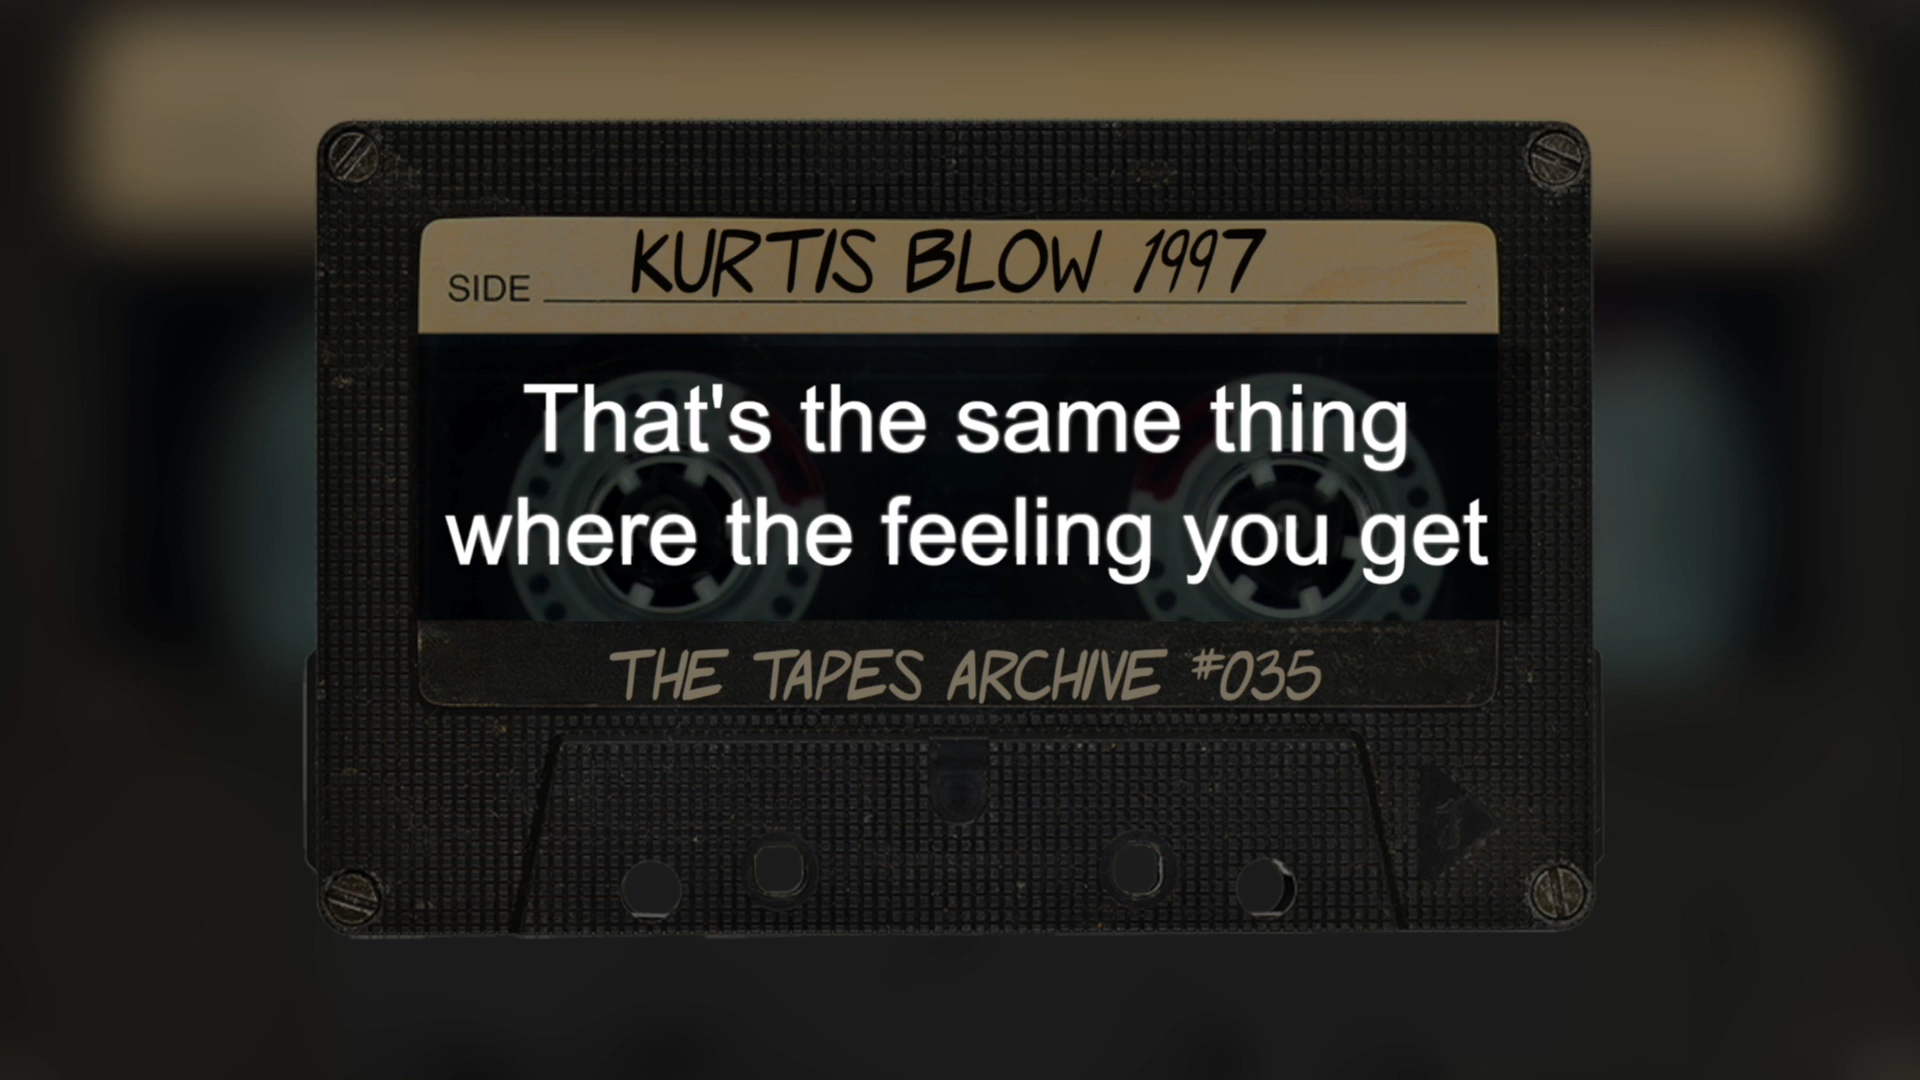 KURTIS BLOW 1997
SIDE
That's the same thing
where the feeling you get
THE TAPES ARCHIVE #035